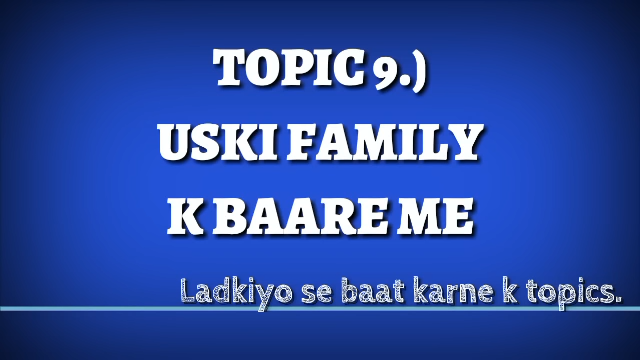 TOPIC 9.)
USKI FAMILY
K BAARE ME
Ladkiyo se baat karne k topics.